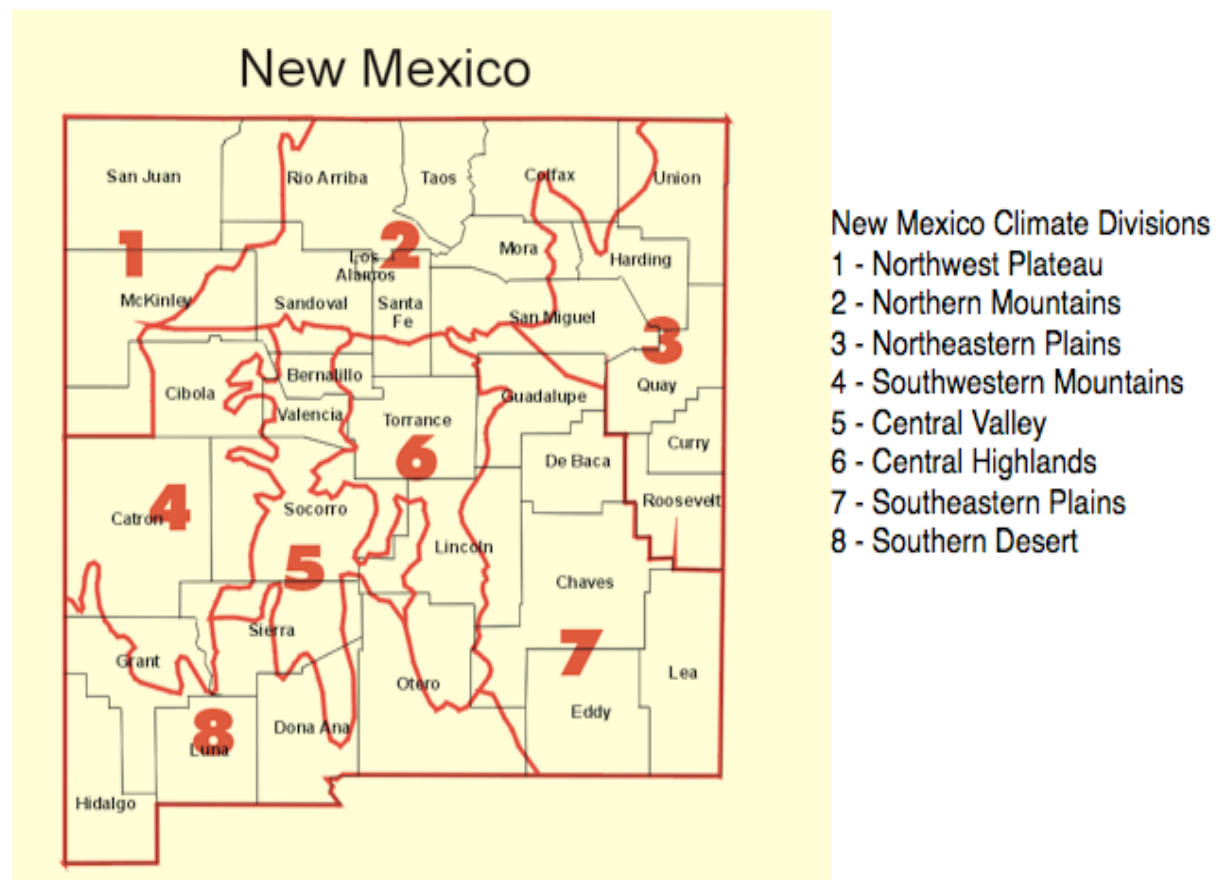 New Mexico
San Juan
Rio Arriba
Taos
Colfax
Union
1
2
Mora
Harding
Los
Alamos
McKinley
Sandoval
Santa
Fe
San Miguel
3
Bernalillo
Quay
Cibola
Valencia
Guadalupe
Torrance
Curry
6
De Baca
4
Catron
Socorro
Roosevelt
Lincoln
5
Chaves
Sierra
7
Grant
Otero
Lea
Eddy
8
Luna
Dona Ana
Hidalgo
New Mexico Climate Divisions
1 - Northwest Plateau
2 - Northern Mountains
3 - Northeastern Plains
4 - Southwestern Mountains
5 - Central Valley
6 - Central Highlands
7 - Southeastern Plains
8 - Southern Desert